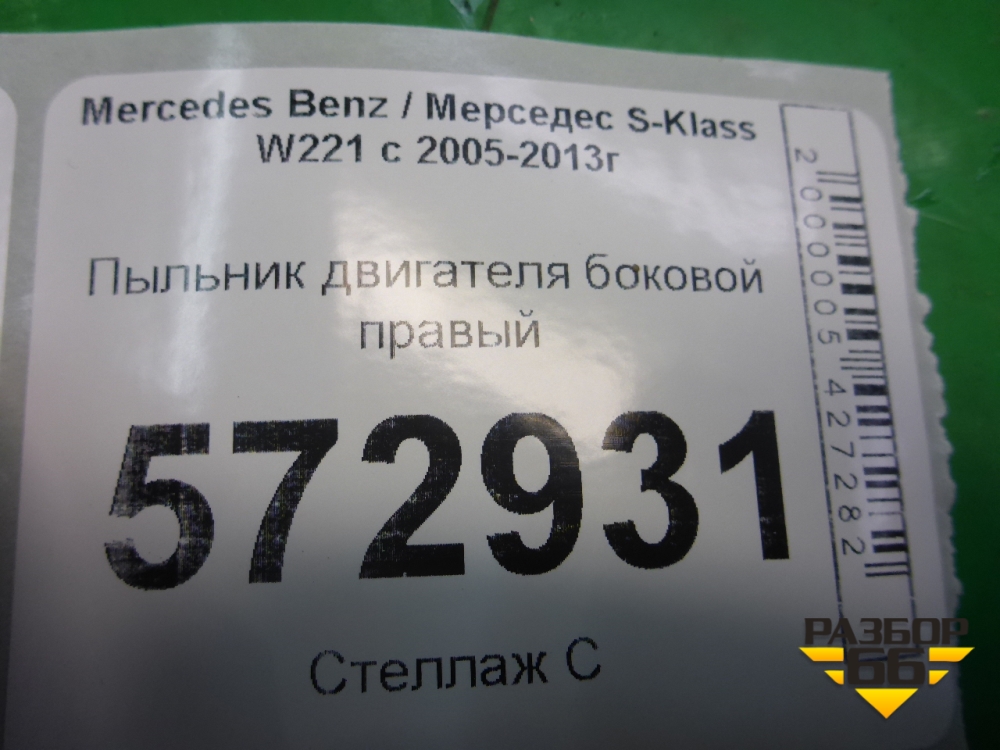 Mercedes Benz / Мерседес S-Klass
W221 с 2005-2013г
Пыльник двигателя боковой
правый
572931
Стеллаж С
2000005427282
РАЗБОР
66